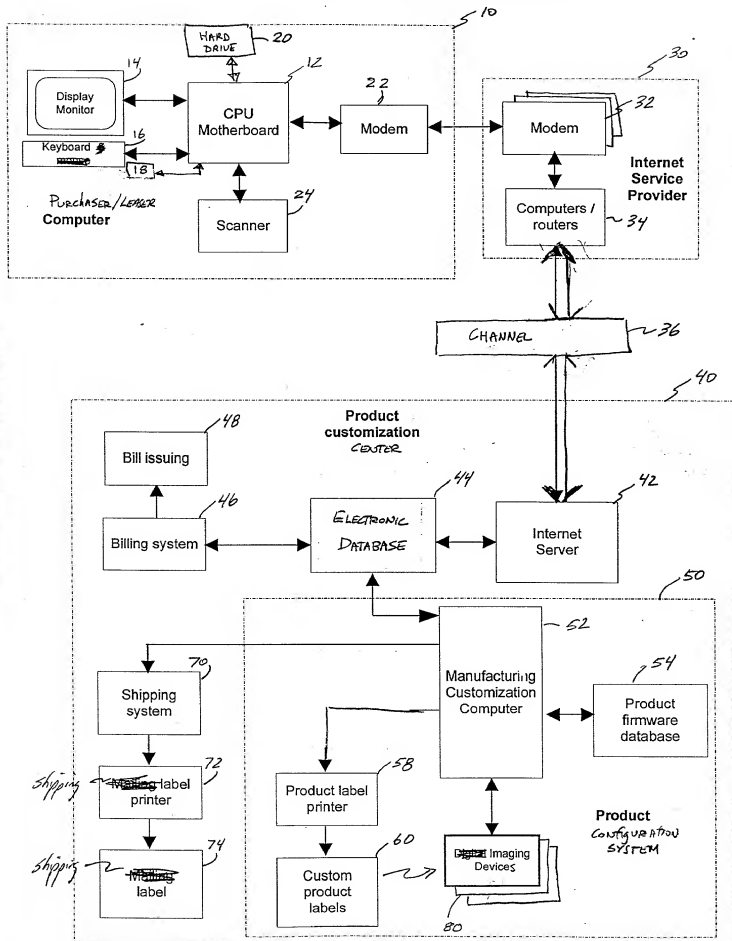 10
HARD
DRIVE
20
14
Display
Monitor
12
CPU
Motherboard
22
Modem
16
Keyboard
18
PURCHASER/LEASER
Computer
24
Scanner
30
32
Modem
Internet
Service
Provider
Computers /
routers
34
CHANNEL
36
40
Product
customization
CENTER
48
Bill issuing
46
Billing system
44
ELECTRONIC
DATABASE
42
Internet
Server
50
52
Manufacturing
Customization
Computer
54
Product
firmware
database
70
Shipping
system
58
Product label
printer
72
Shipping
Mailing label
printer
Product
CONFIGURATION
SYSTEM
74
Shipping
Mailing
label
60
Custom
product
labels
Digital Imaging
Devices
80